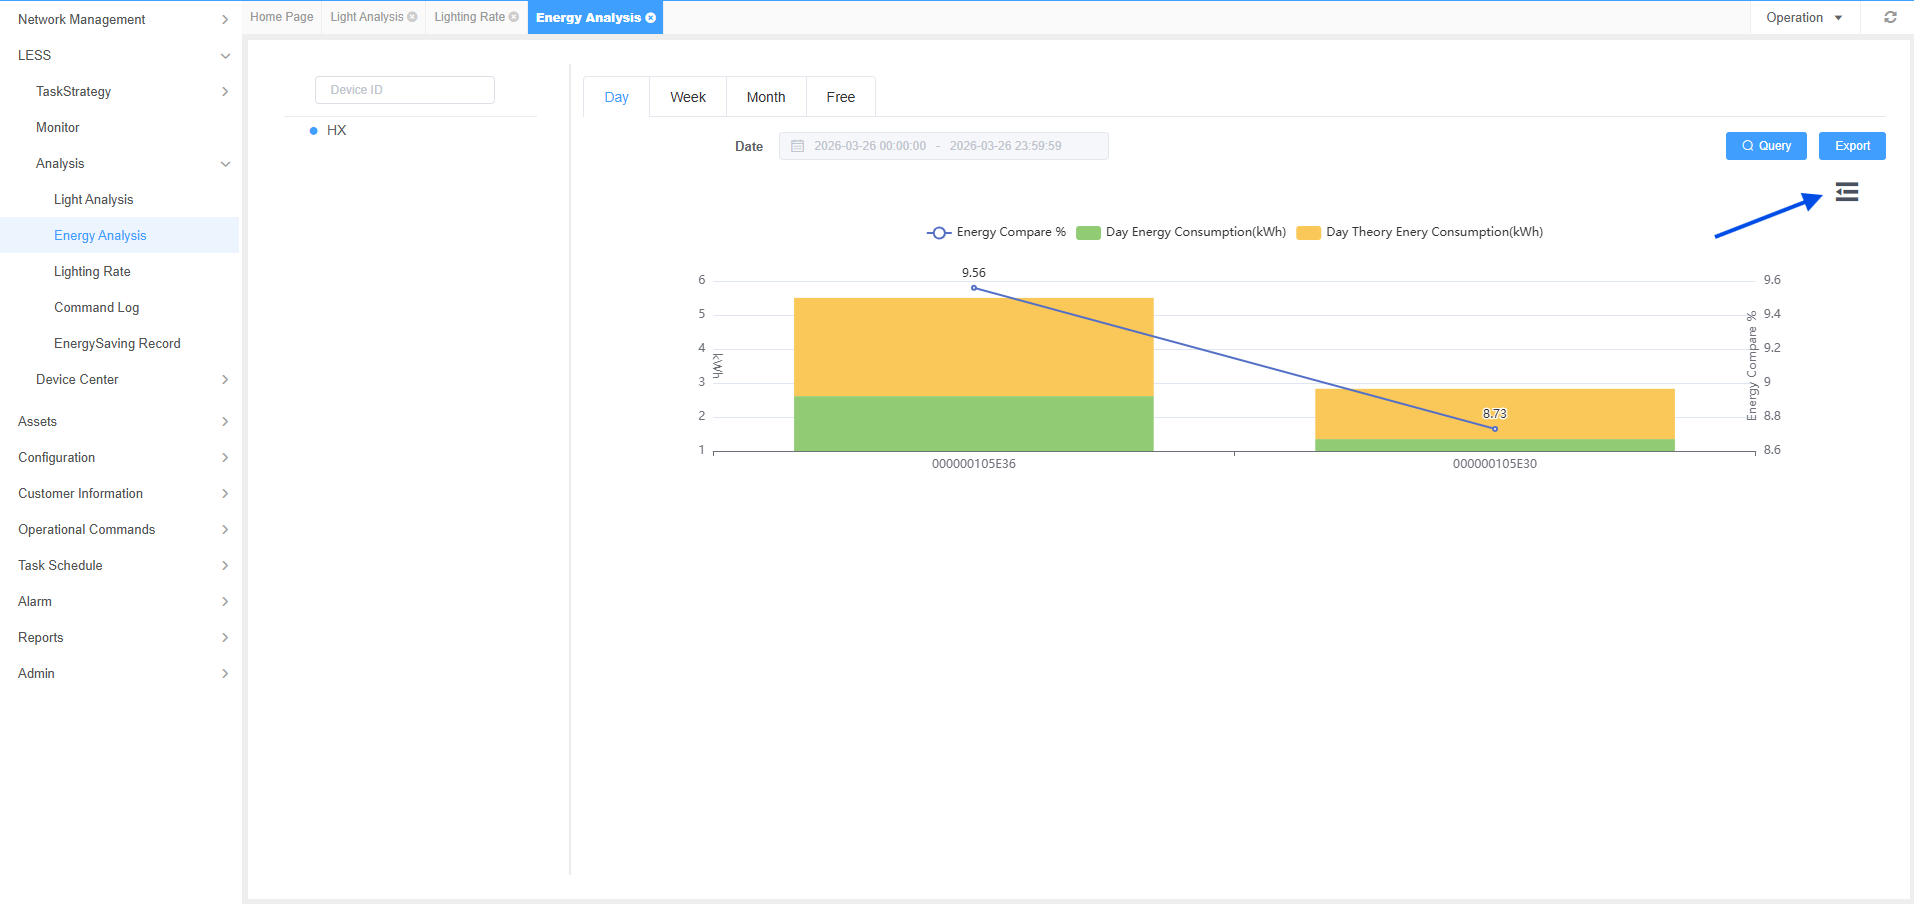 Network Management
LESS
TaskStrategy
Monitor
Analysis
Light Analysis
Energy Analysis
Lighting Rate
Command Log
EnergySaving Record
Device Center
Assets
Configuration
Customer Information
Operational Commands
Task Schedule
Alarm
Reports
Admin
Home Page Light Analysis Lighting Rate Energy Analysis Operation
Device ID
HX
Day Week Month Free
Date 2026-03-26 00:00:00 - 2026-03-26 23:59:59 Query Export
Energy Compare % Day Energy Consumption(kWh) Day Theory Enery Consumption(kWh)
6 9.56 9.6
5 9.4
4 9.2
kWh
Energy Compare %
3 9
2 8.73 8.8
1 8.6
000000105E36 000000105E30